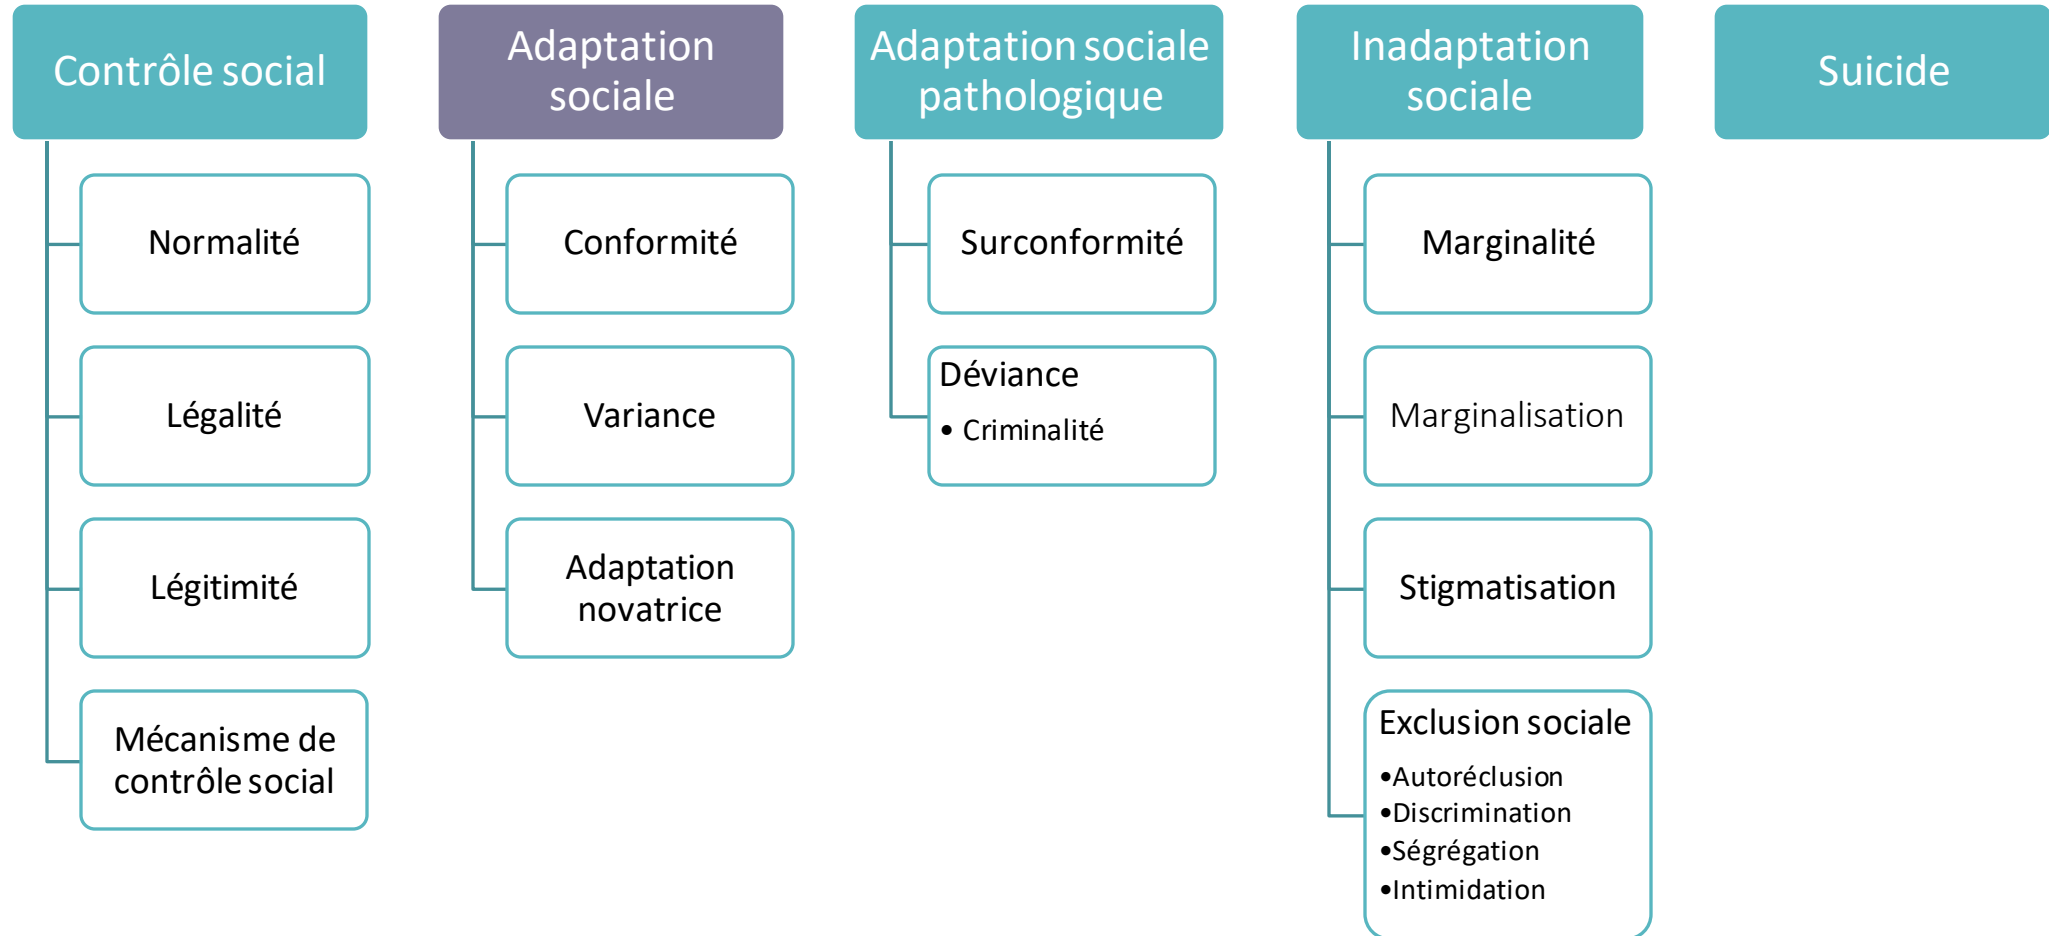 Contrôle social
Normalité
Légalité
Légitimité
Mécanisme de
contrôle social
Adaptation
sociale
Conformité
Variance
Adaptation
novatrice
Adaptation sociale
pathologique
Surconformité
Déviance
• Criminalité
Inadaptation
sociale
Marginalité
Marginalisation
Stigmatisation
Exclusion sociale
•Autoréclusion
•Discrimination
•Ségrégation
•Intimidation
Suicide